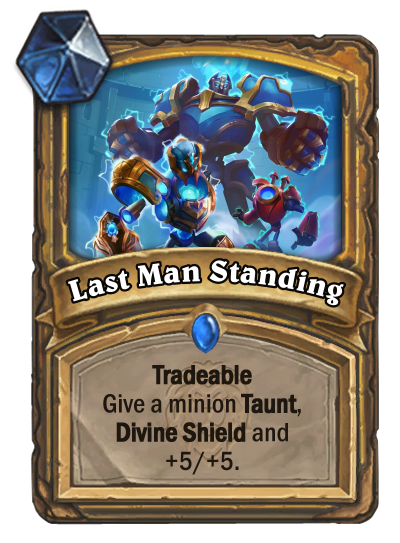 Last Man Standing
Tradeable
Give a minion Taunt,
Divine Shield and
+5/+5.